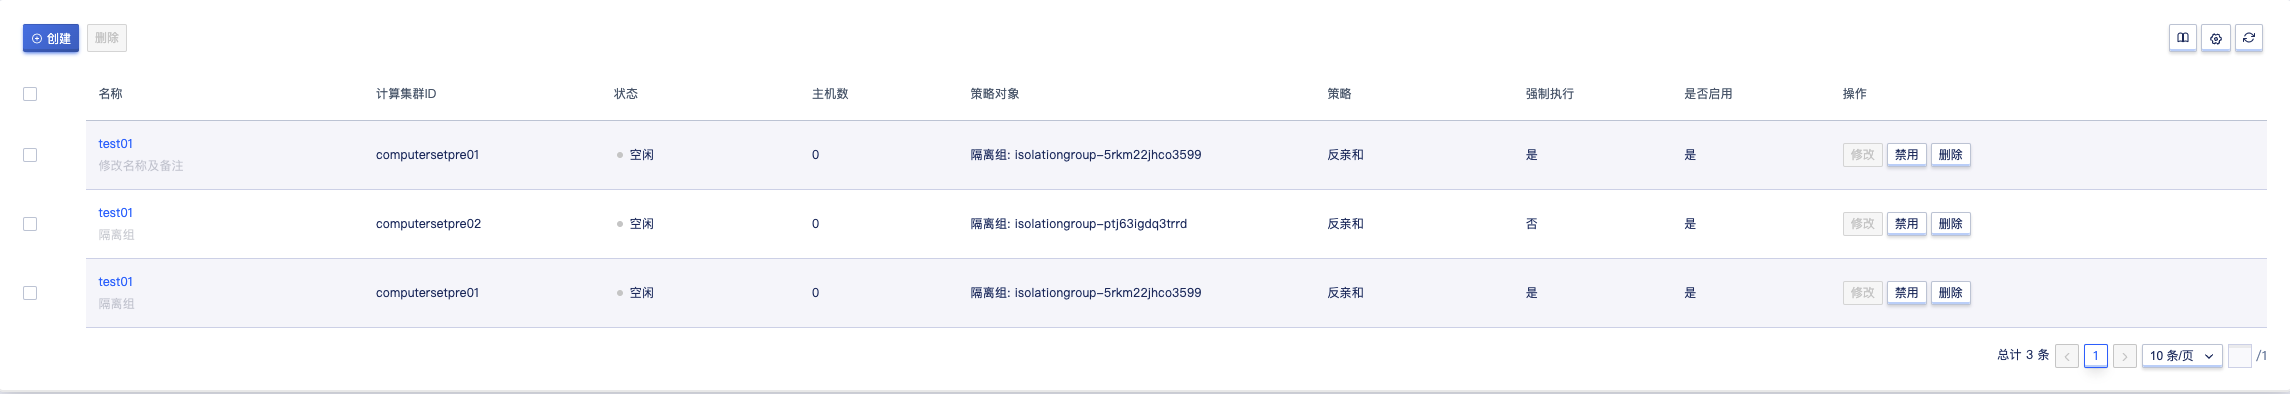 创建 删除
名称 计算集群ID 状态 主机数 策略对象 策略 强制执行 是否启用 操作
test01
修改名称及备注
computersetpre01 空闲 0 隔离组: isolationgroup-5rkm22jhco3599 反亲和 是 是 修改 禁用 删除
test01
隔离组
computersetpre02 空闲 0 隔离组: isolationgroup-ptj63igdq3trrd 反亲和 否 是 修改 禁用 删除
test01
隔离组
computersetpre01 空闲 0 隔离组: isolationgroup-5rkm22jhco3599 反亲和 是 是 修改 禁用 删除
总计 3 条 1 10 条/页 /1